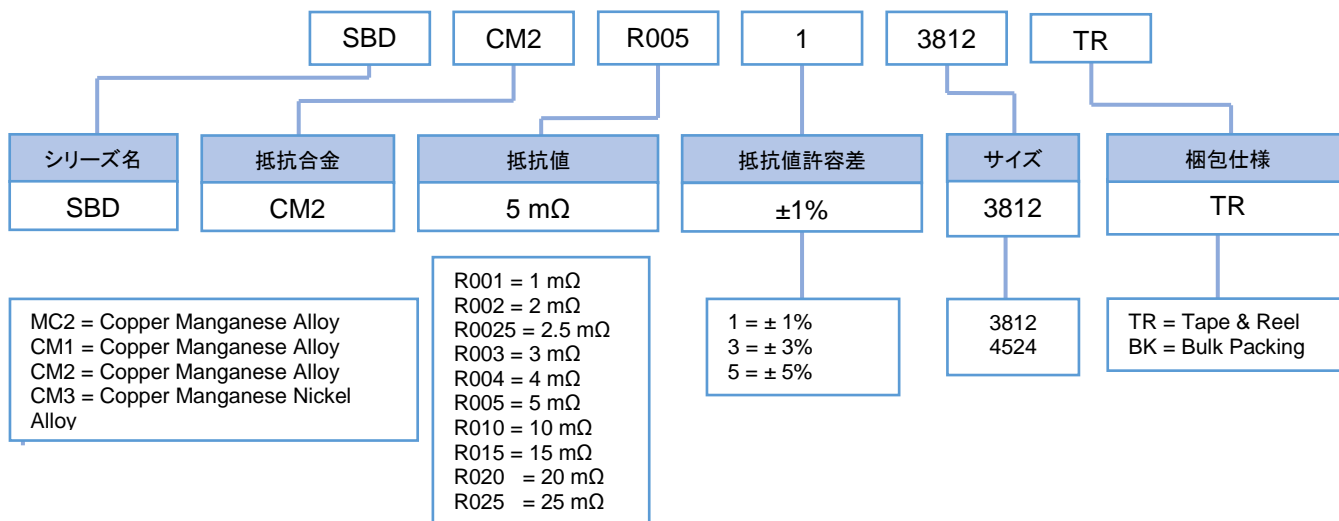 SBD CM2 R005 1 3812 TR
シリーズ名 抵抗合金 抵抗値 抵抗値許容差 サイズ 梱包仕様
SBD CM2 5 mΩ ±1% 3812 TR
MC2 = Copper Manganese Alloy
CM1 = Copper Manganese Alloy
CM2 = Copper Manganese Alloy
CM3 = Copper Manganese Nickel
Alloy
R001 = 1 mΩ
R002 = 2 mΩ
R0025 = 2.5 mΩ
R003 = 3 mΩ
R004 = 4 mΩ
R005 = 5 mΩ
R010 = 10 mΩ
R015 = 15 mΩ
R020 = 20 mΩ
R025 = 25 mΩ
1 = ± 1%
3 = ± 3%
5 = ± 5%
3812
4524
TR = Tape & Reel
BK = Bulk Packing